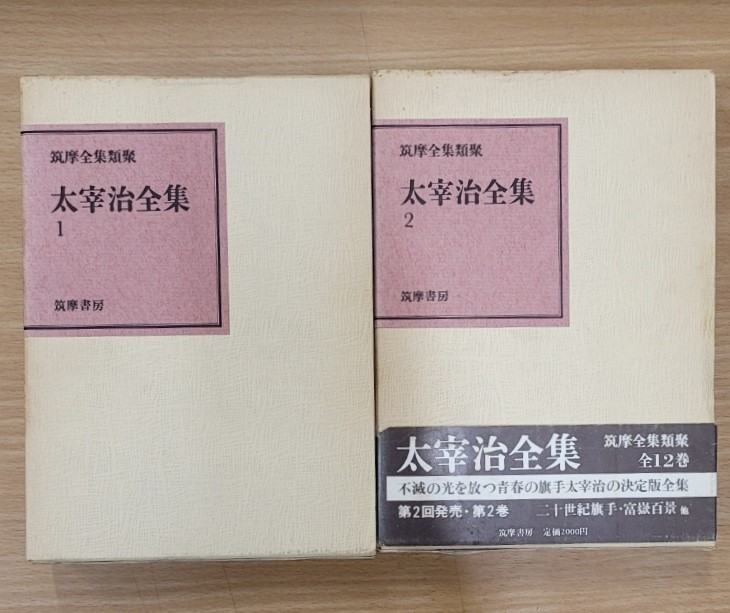 筑摩全集類聚
太宰治全集
1
筑摩書房
筑摩全集類聚
太宰治全集
2
筑摩書房
太宰治全集
筑摩全集類聚
全12巻
不滅の光を放つ青春の旗手太宰治の決定版全集
第2回発売・第2巻 二十世紀旗手・富嶽百景 他
筑摩書房 定価2000円